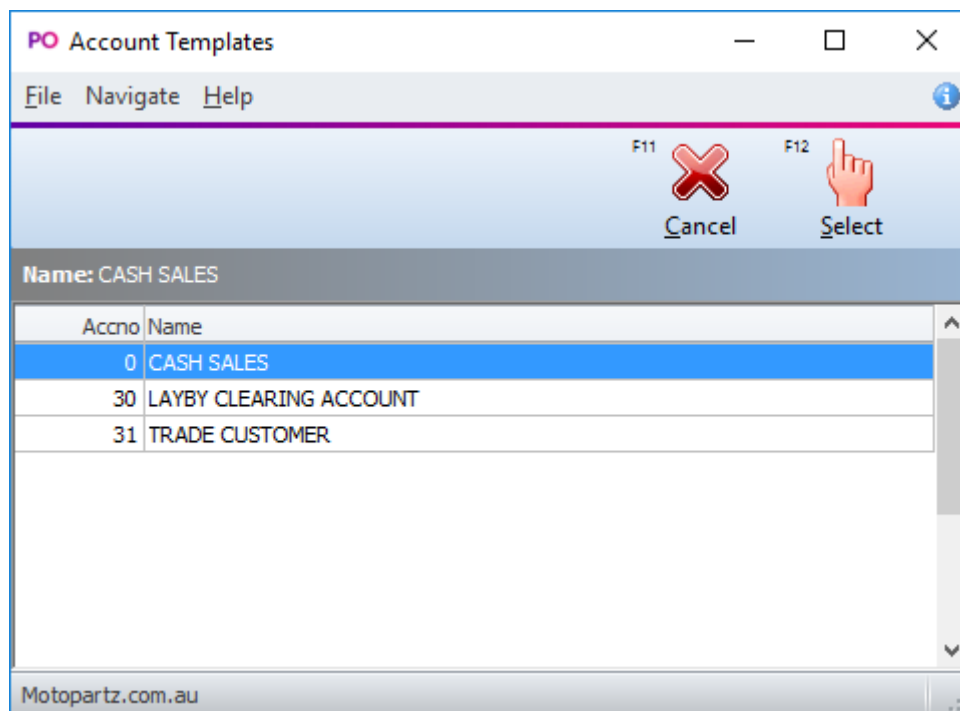 PO Account Templates
File Navigate Help
F11 F12
Cancel Select
Name: CASH SALES
Accno Name
0 CASH SALES
30 LAYBY CLEARING ACCOUNT
31 TRADE CUSTOMER
Motopartz.com.au